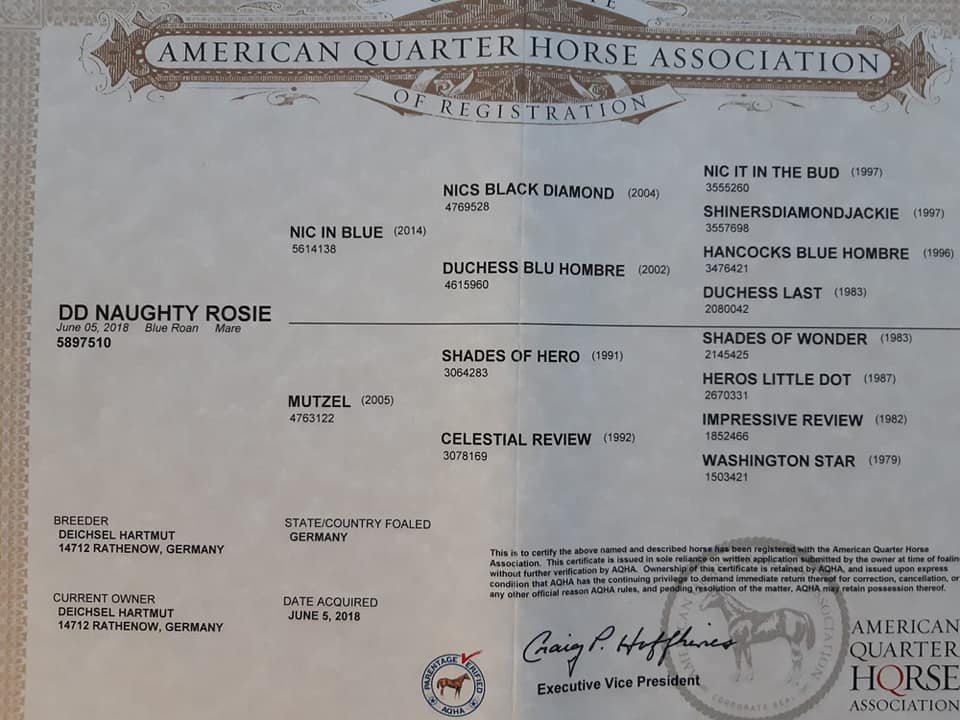 AMERICAN QUARTER HORSE ASSOCIATION
OF REGISTRATION
NIC IT IN THE BUD (1997)
3555260
NICS BLACK DIAMOND (2004)
4769528
SHINERSDIAMONDJACKIE (1997)
3557698
NIC IN BLUE (2014)
5614138
HANCOCKS BLUE HOMBRE (1996)
3476421
DUCHESS BLU HOMBRE (2002)
4615960
DUCHESS LAST (1983)
2080042
DD NAUGHTY ROSIE
June 05, 2018 Blue Roan Mare
5897510
SHADES OF WONDER (1983)
2145425
SHADES OF HERO (1991)
3064283
HEROS LITTLE DOT (1987)
2670331
MUTZEL (2005)
4763122
IMPRESSIVE REVIEW (1982)
1852466
CELESTIAL REVIEW (1992)
3078169
WASHINGTON STAR (1979)
1503421
BREEDER
DEICHSEL HARTMUT
14712 RATHENOW, GERMANY
STATE/COUNTRY FOALED
GERMANY
CURRENT OWNER
DEICHSEL HARTMUT
14712 RATHENOW, GERMANY
DATE ACQUIRED
JUNE 5, 2018
This is to certify the above named and described horse has been registered with the American Quarter Horse
Association. This certificate is issued in sole reliance on written application submitted by the owner at time of foalin
without further verification by AQHA. Ownership of this certificate is retained by AQHA, and issued upon express
condition that AQHA has the continuing privilege to demand immediate return thereof for correction, cancellation, or
any other official reason AQHA rules, and pending resolution of the matter, AQHA may retain possession thereof.
Craig P. Huffhines
Executive Vice President
PARENTAGE VERIFIED
AQHA
CORPORATE SEAL
AMERICAN
QUARTER
HORSE
ASSOCIATION